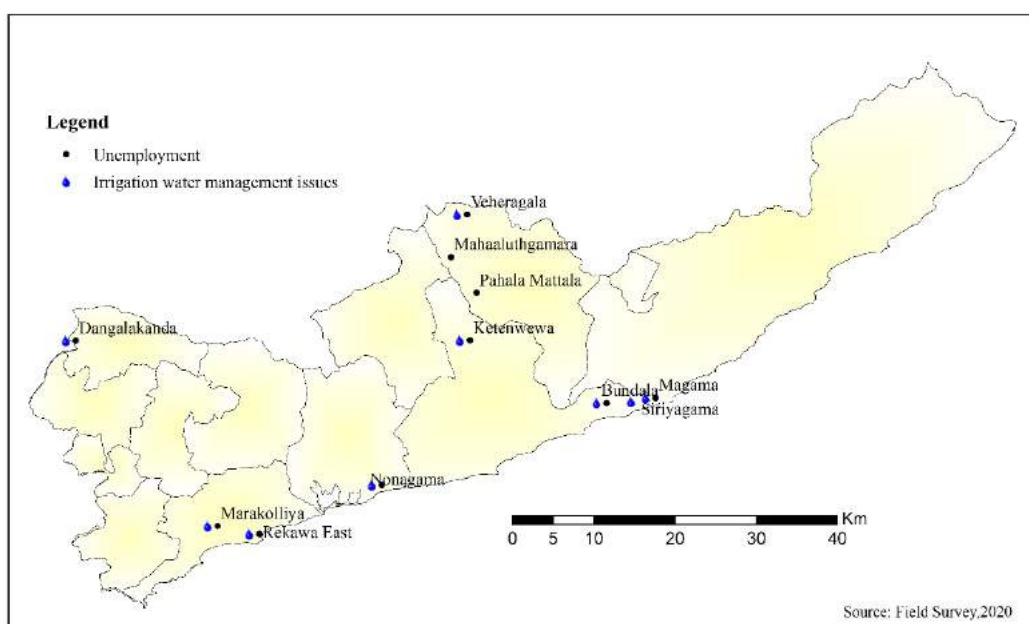 Legend
Unemployment
Irrigation water management issues
Veheragala
Mahaaluthgamara
Pahala Mattala
Dangalakanda
Ketenwewa
Bundala
Magama
Siriyagama
Nonagama
Marakolliya
Rekawa East
Km
0 5 10 20 30 40
Source: Field Survey,2020